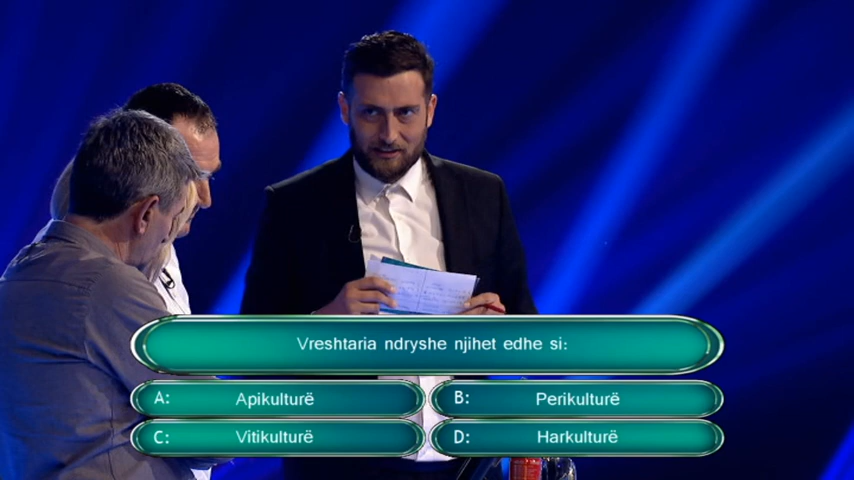 Vreshtaria ndryshe njihet edhe si:
A: Apikulturë
B: Perikulturë
C: Vitikulturë
D: Harkulturë